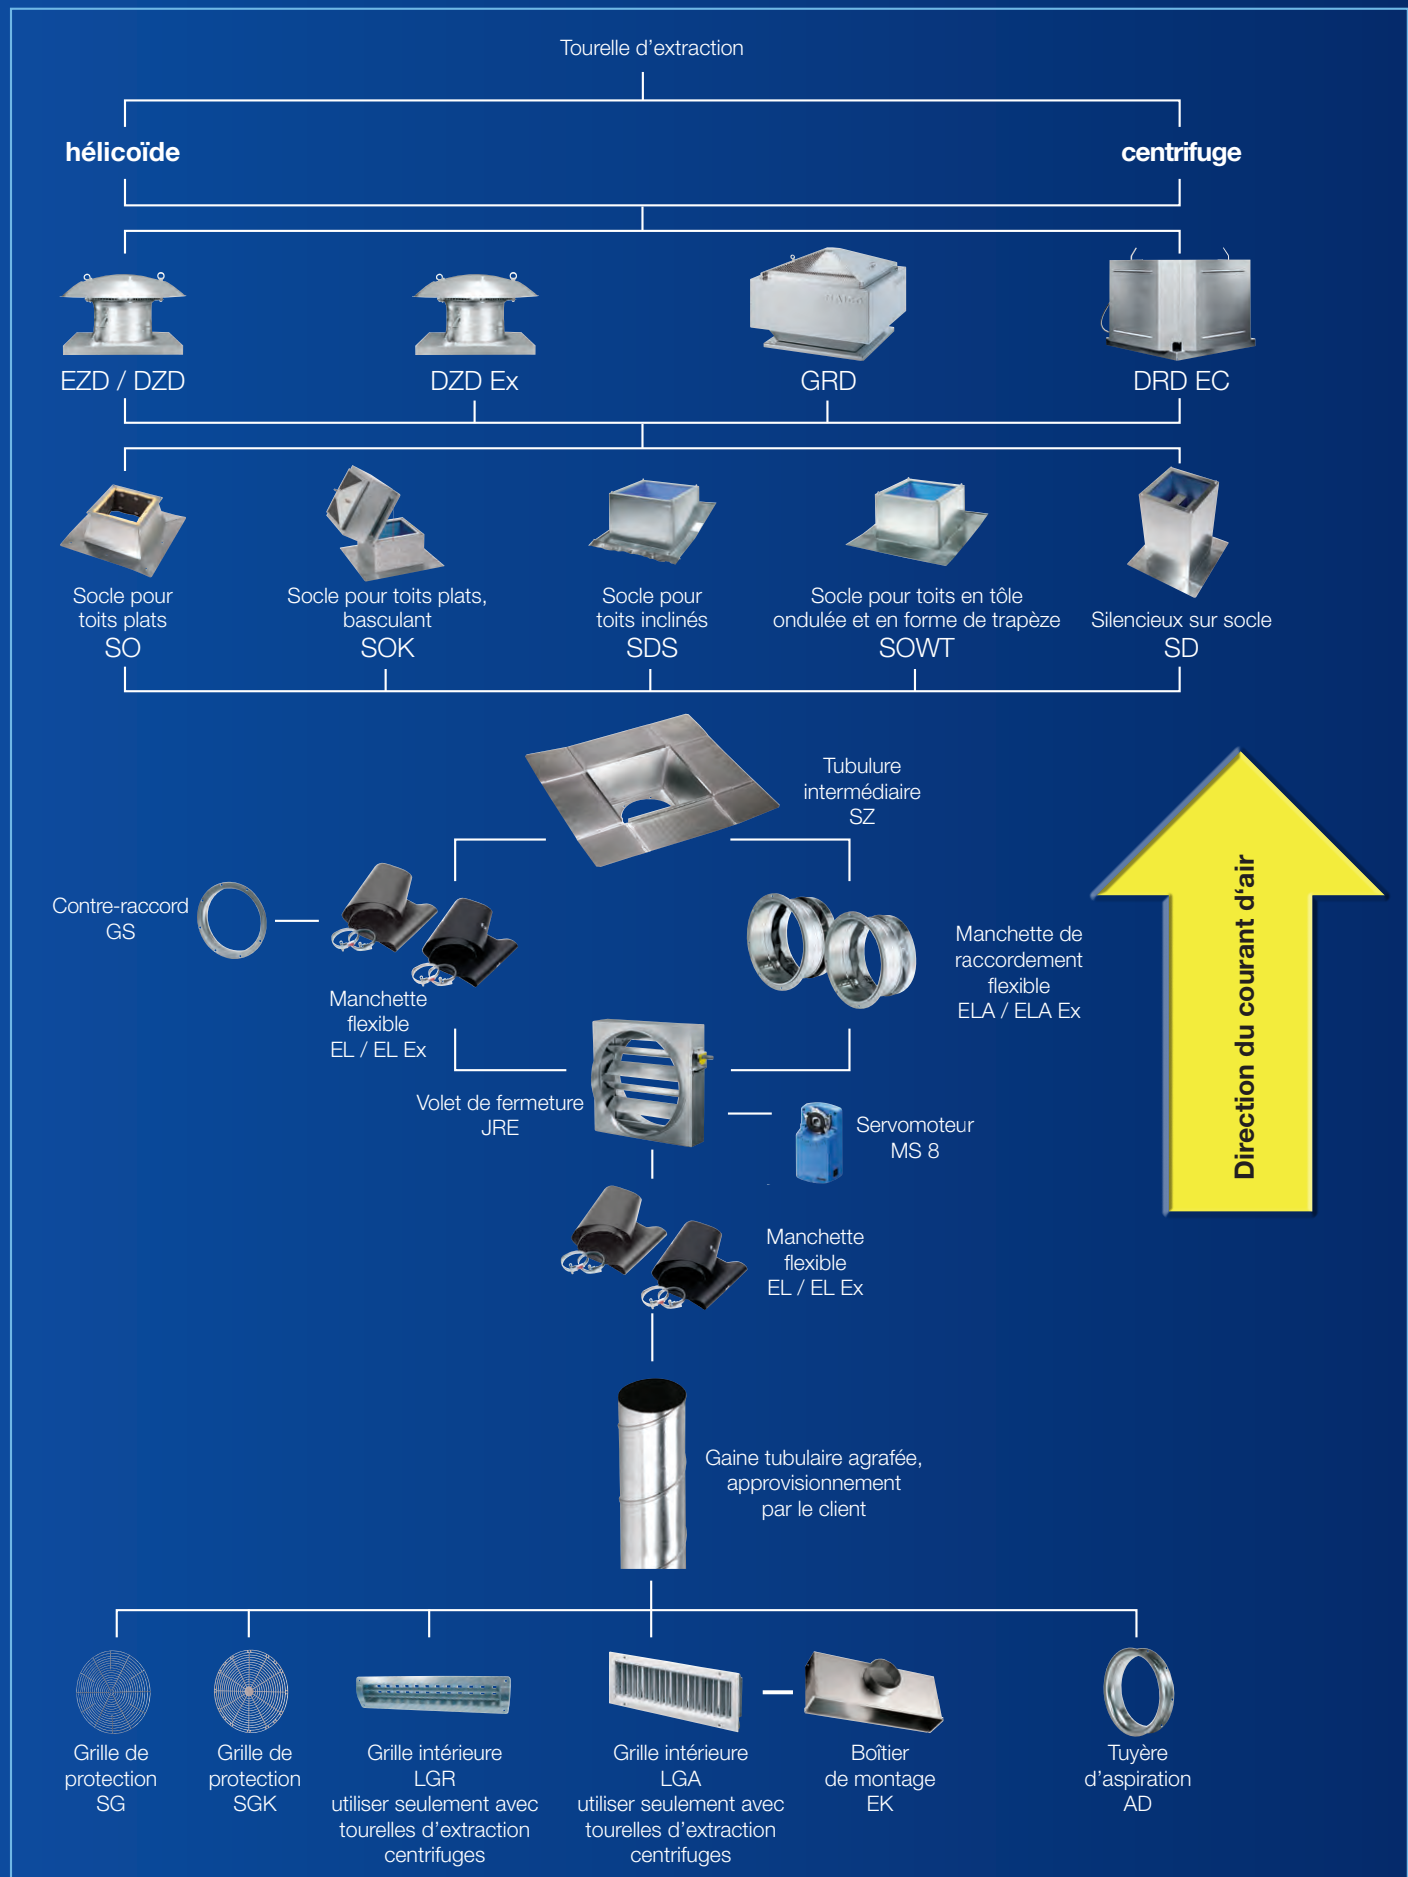 Tourelle d’extraction
hélicoïde
centrifuge
EZD / DZD
DZD Ex
GRD
DRD EC
Socle pour
toits plats
SO
Socle pour toits plats,
basculant
SOK
Socle pour
toits inclinés
SDS
Socle pour toits en tôle
ondulée et en forme de trapèze
SOWT
Silencieux sur socle
SD
Tubulure
intermédiaire
SZ
Contre-raccord
GS
Manchette
flexible
EL / EL Ex
Manchette de
raccordement
flexible
ELA / ELA Ex
Direction du courant d‘air
Volet de fermeture
JRE
Servomoteur
MS 8
Manchette
flexible
EL / EL Ex
Gaine tubulaire agrafée,
approvisionnement
par le client
Grille de
protection
SG
Grille de
protection
SGK
Grille intérieure
LGR
utiliser seulement avec
tourelles d’extraction
centrifuges
Grille intérieure
LGA
utiliser seulement avec
tourelles d’extraction
centrifuges
Boîtier
de montage
EK
Tuyère
d’aspiration
AD